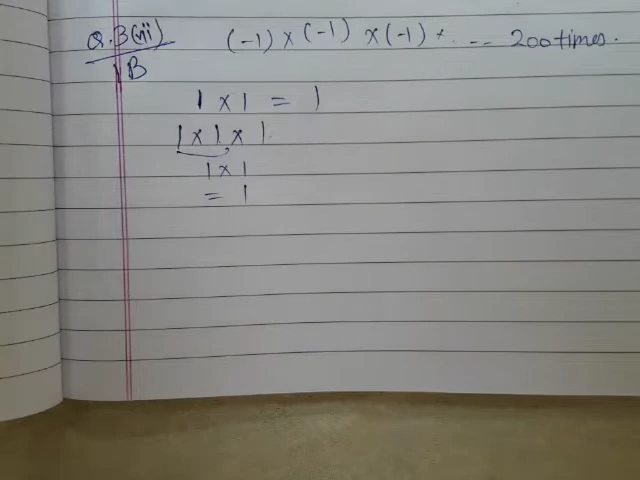 Q.3(vii) (-1) × (-1) × (-1) × . -- 200 times.
1B
1 × 1 = 1
1 × 1 × 1
1 × 1
= 1